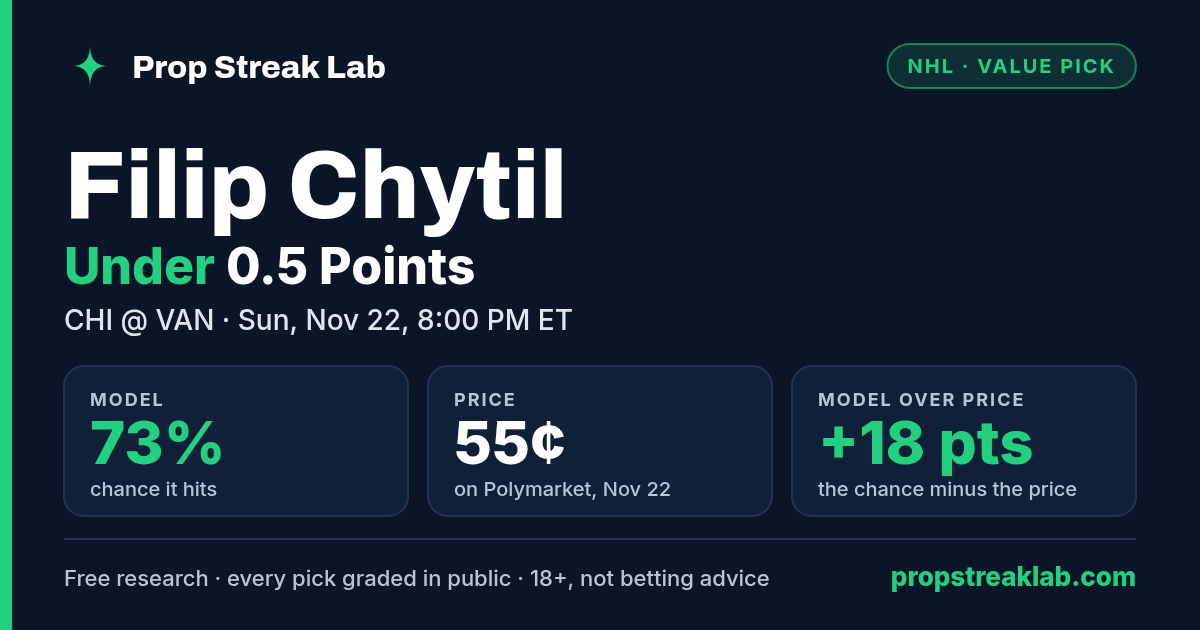 Prop Streak Lab
NHL · VALUE PICK
Filip Chytil
Under 0.5 Points
CHI @ VAN · Sun, Nov 22, 8:00 PM ET
MODEL
73%
chance it hits
PRICE
55¢
on Polymarket, Nov 22
MODEL OVER PRICE
+18 pts
the chance minus the price
Free research · every pick graded in public · 18+, not betting advice
propstreaklab.com